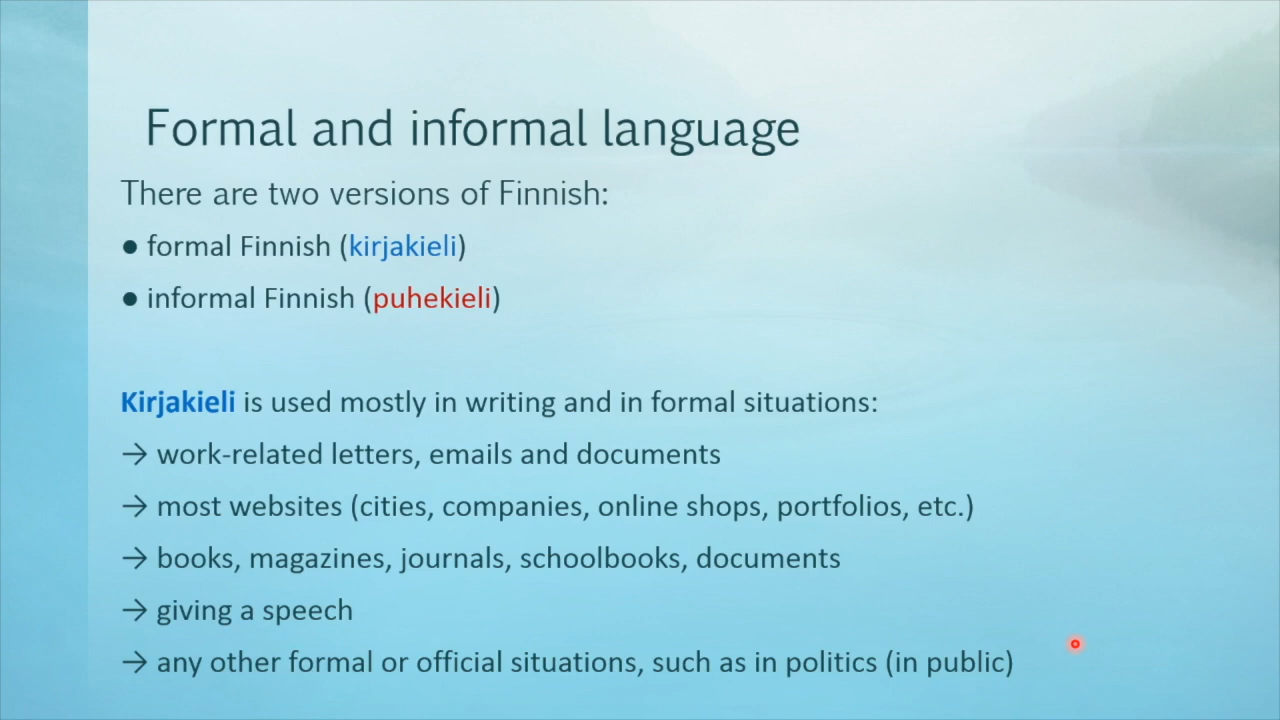 Formal and informal language
There are two versions of Finnish:
● formal Finnish (kirjakieli)
● informal Finnish (puhekieli)
Kirjakieli is used mostly in writing and in formal situations:
→ work-related letters, emails and documents
→ most websites (cities, companies, online shops, portfolios, etc.)
→ books, magazines, journals, schoolbooks, documents
→ giving a speech
→ any other formal or official situations, such as in politics (in public)